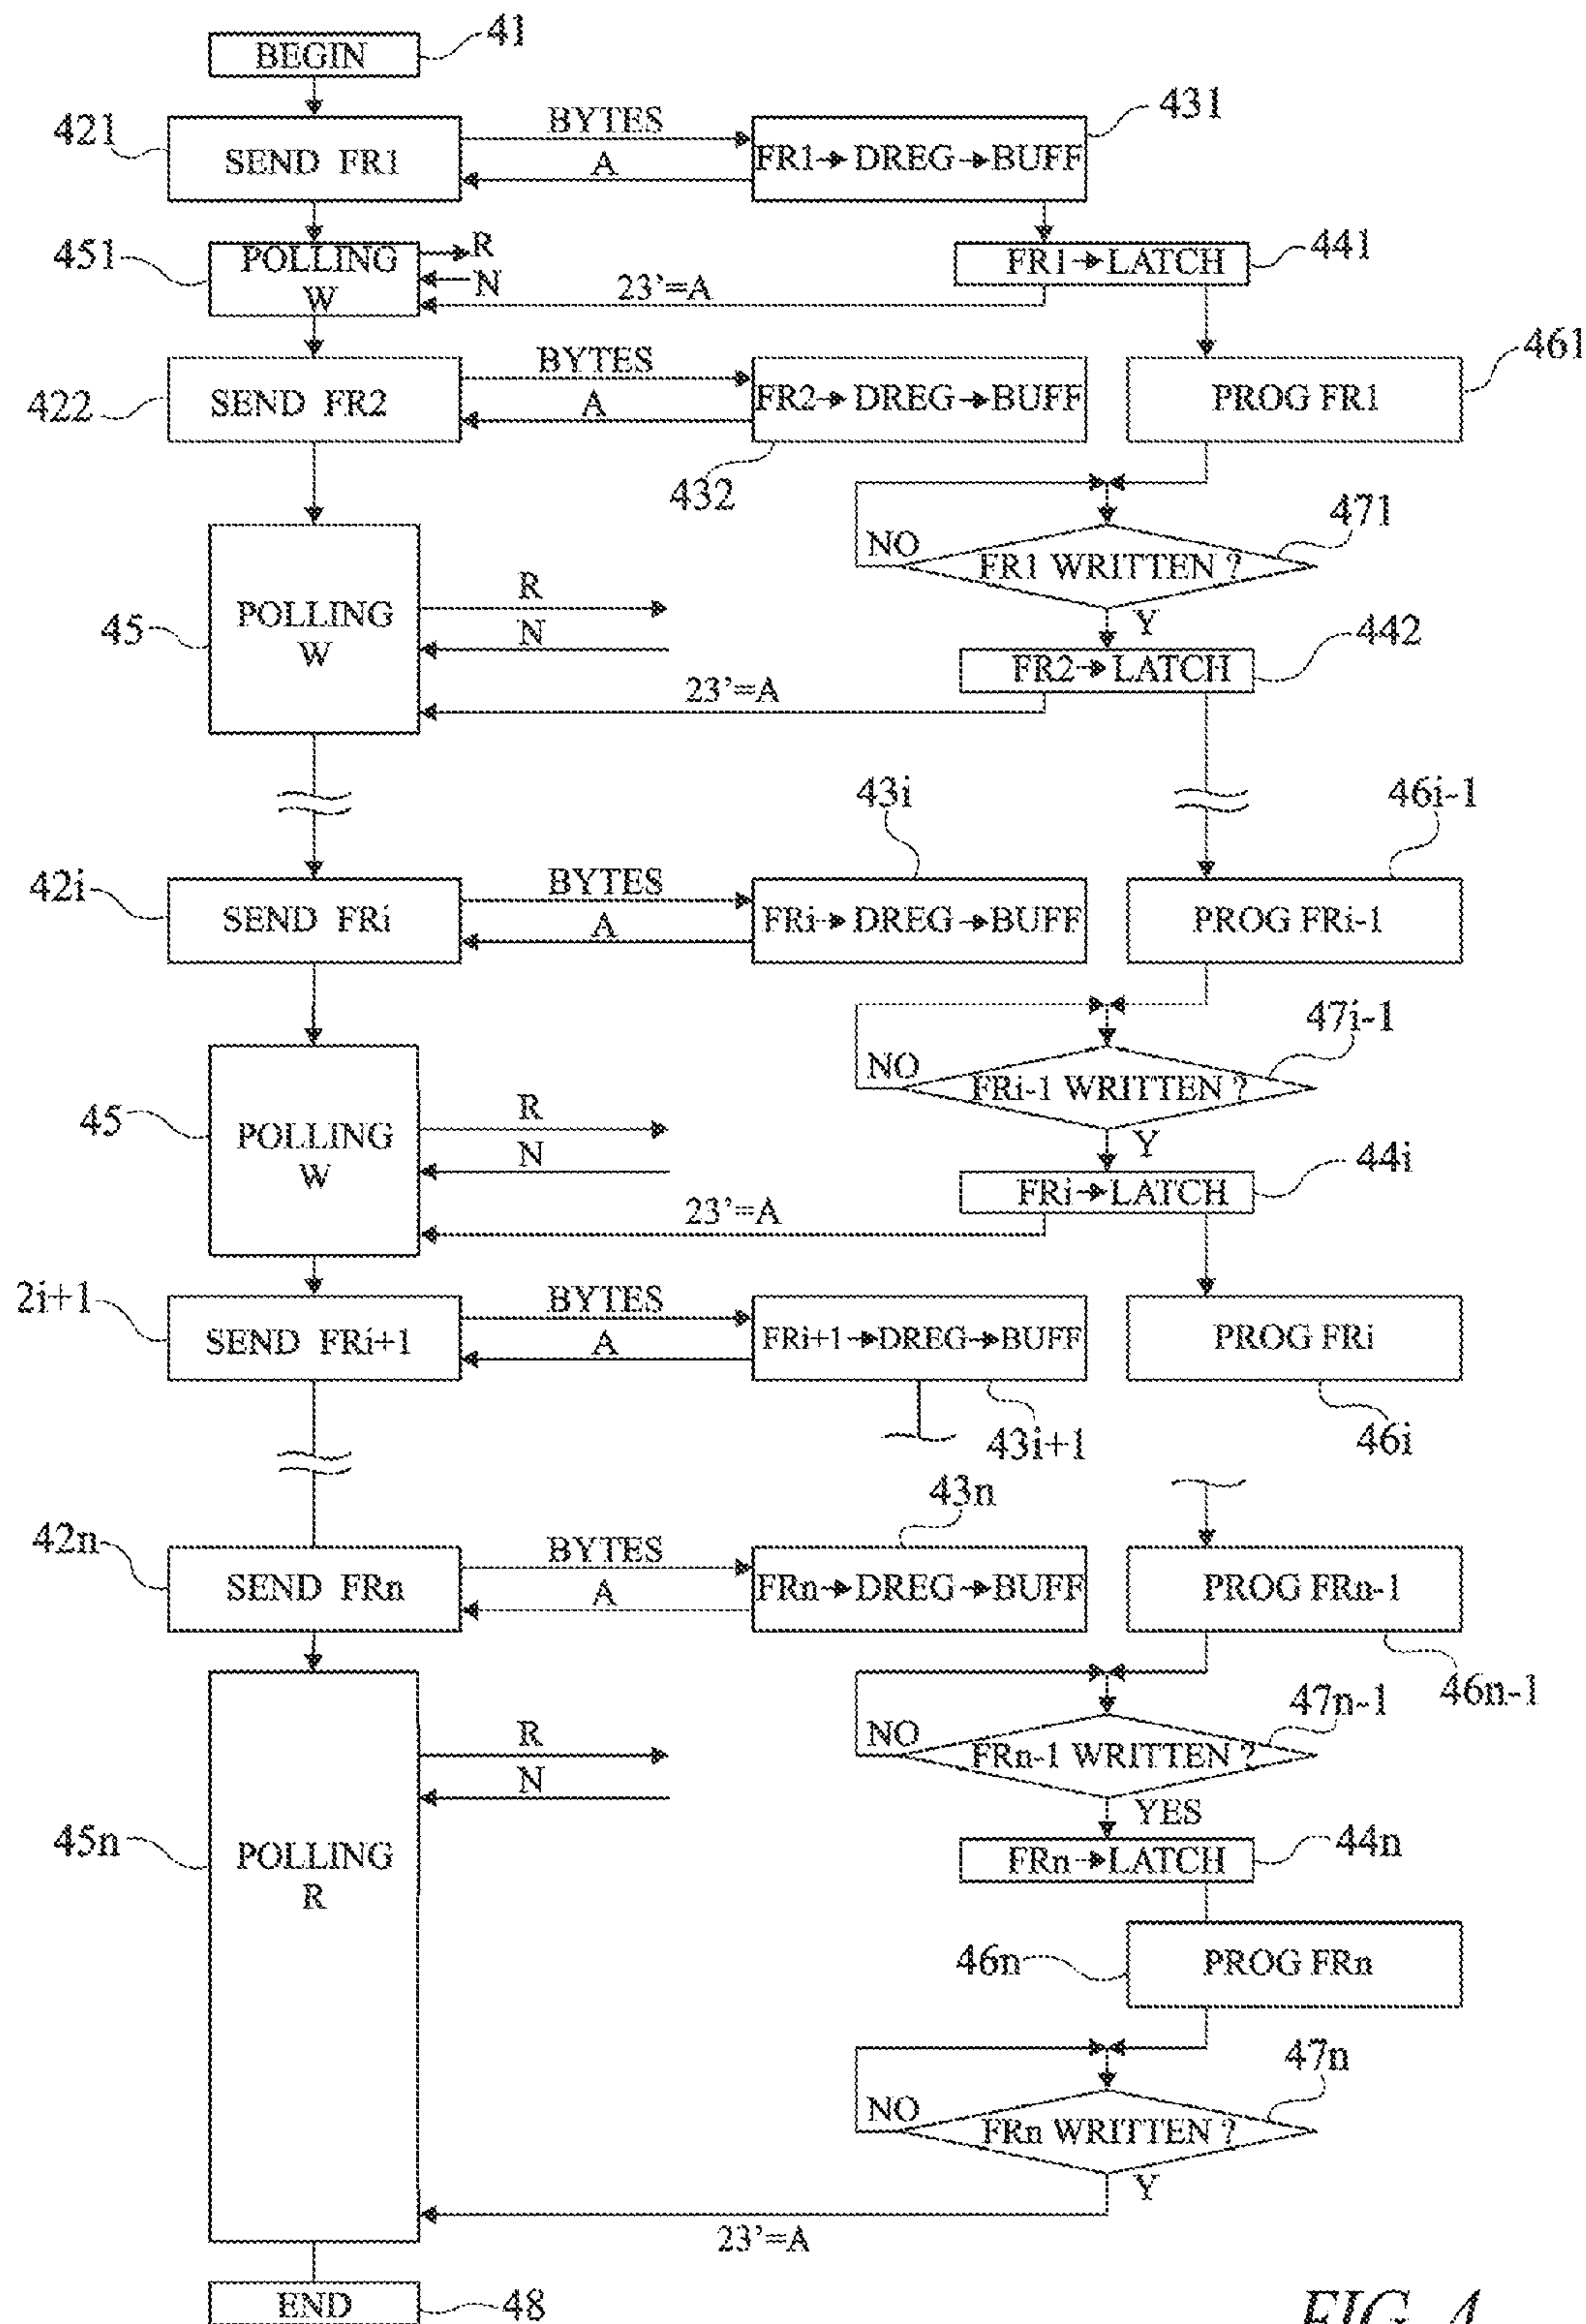 BEGIN
41
421
SEND FR1
BYTES
A
FR1→DREG→BUFF
431
451
POLLING
W
R
N
23'=A
FR1→LATCH
441
422
SEND FR2
BYTES
A
FR2→DREG→BUFF
432
PROG FR1
461
NO
FR1 WRITTEN ?
471
Y
45
POLLING
W
R
N
23'=A
FR2→LATCH
442
43i
46i-1
42i
SEND FRi
BYTES
A
FRi→DREG→BUFF
PROG FRi-1
NO
FRi-1 WRITTEN ?
47i-1
Y
45
POLLING
W
R
N
23'=A
FRi→LATCH
44i
2i+1
SEND FRi+1
BYTES
A
FRi+1→DREG→BUFF
43i+1
PROG FRi
46i
43n
42n
SEND FRn
BYTES
A
FRn→DREG→BUFF
PROG FRn-1
46n-1
NO
FRn-1 WRITTEN ?
47n-1
YES
45n
POLLING
R
R
N
FRn→LATCH
44n
46n
PROG FRn
NO
FRn WRITTEN ?
47n
Y
23'=A
END
48
FIG. 4